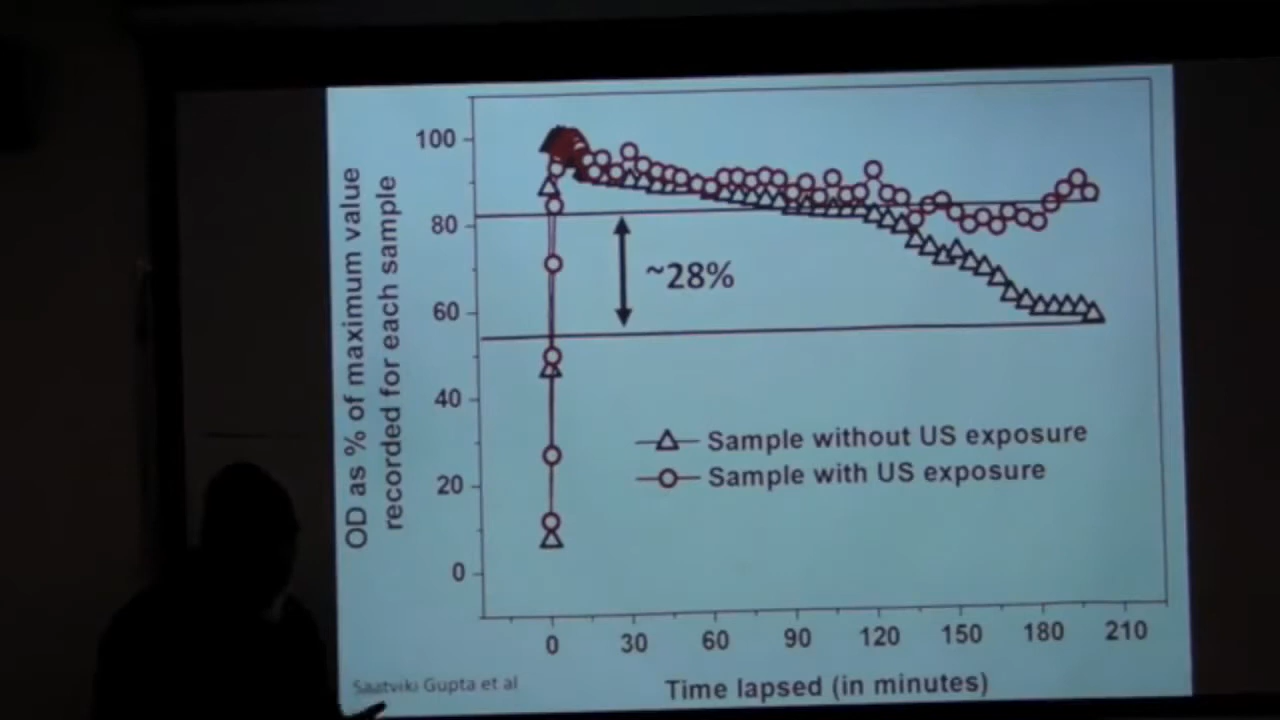 OD as % of maximum value
recorded for each sample
100
80
60
40
20
0
~28%
Sample without US exposure
Sample with US exposure
0 30 60 90 120 150 180 210
Time lapsed (in minutes)
Saatviki Gupta et al